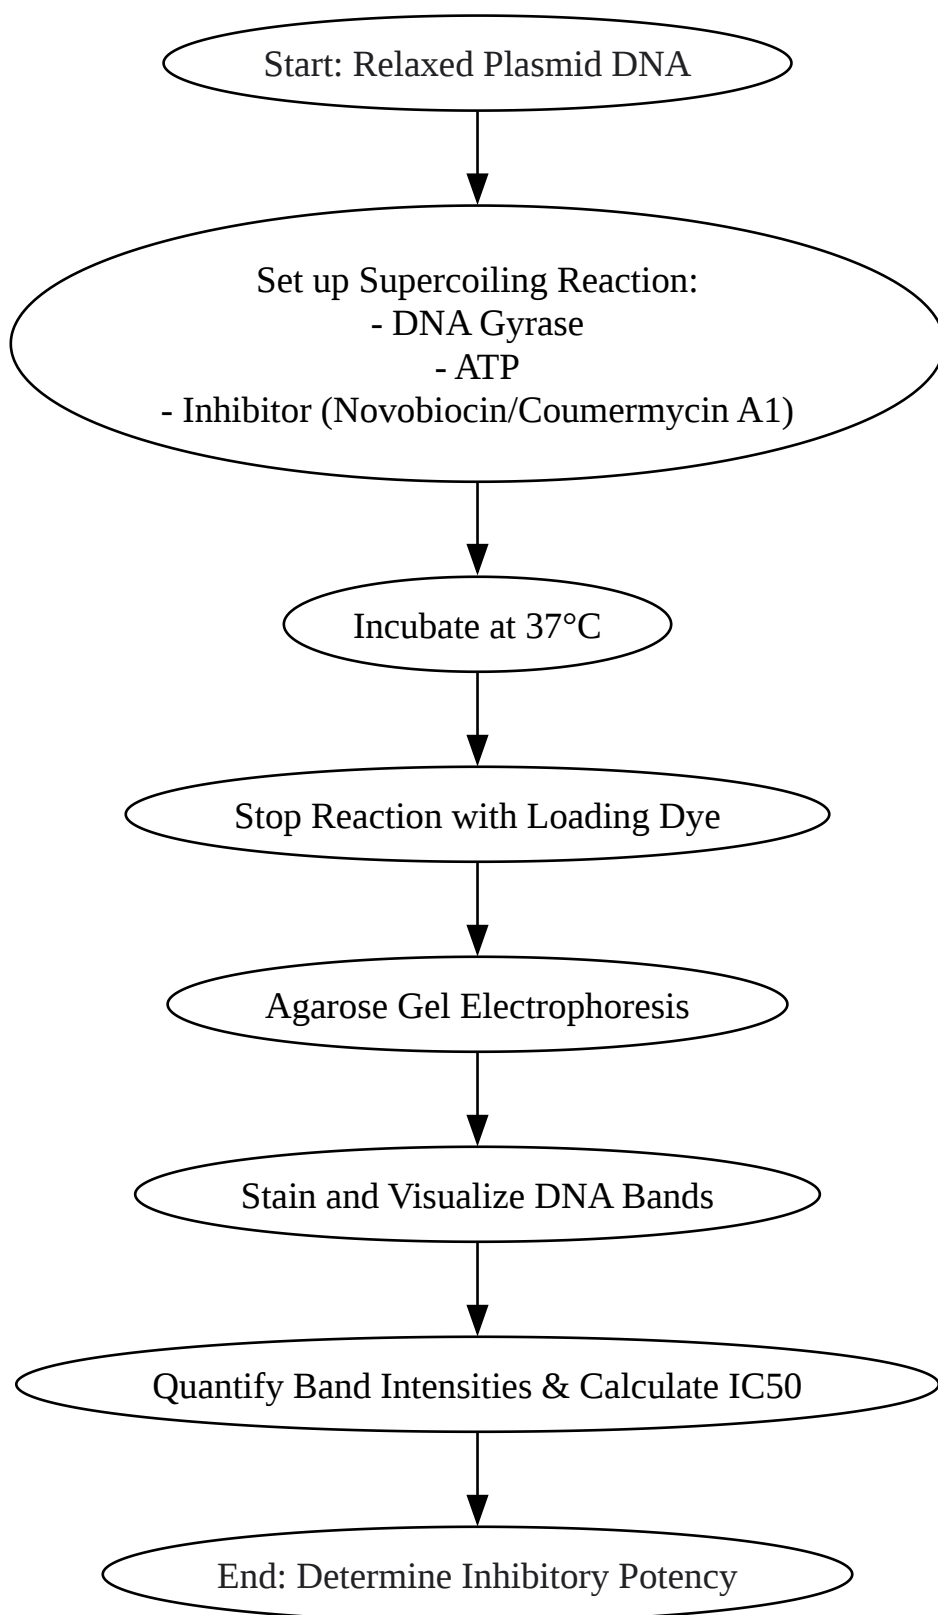 Start: Relaxed Plasmid DNA
Set up Supercoiling Reaction:
- DNA Gyrase
- ATP
- Inhibitor (Novobiocin/Coumermycin A1)
Incubate at 37°C
Stop Reaction with Loading Dye
Agarose Gel Electrophoresis
Stain and Visualize DNA Bands
Quantify Band Intensities & Calculate IC50
End: Determine Inhibitory Potency